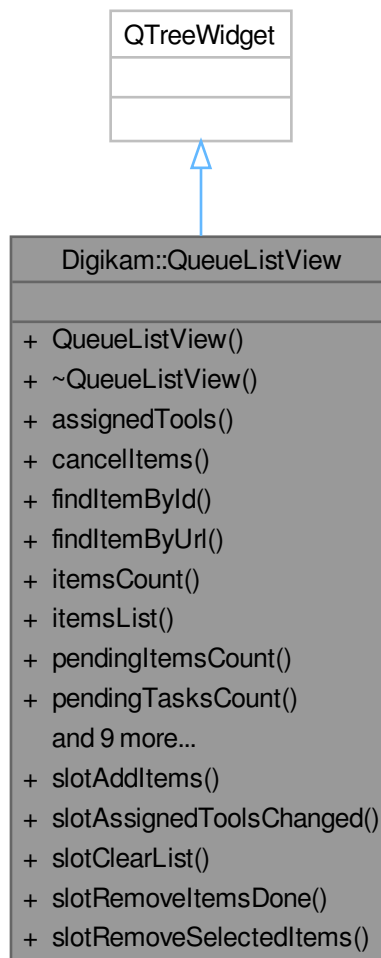 QTreeWidget
Digikam::QueueListView
+ QueueListView()
+ ~QueueListView()
+ assignedTools()
+ cancelItems()
+ findItemById()
+ findItemByUrl()
+ itemsCount()
+ itemsList()
+ pendingItemsCount()
+ pendingTasksCount()
and 9 more...
+ slotAddItems()
+ slotAssignedToolsChanged()
+ slotClearList()
+ slotRemoveItemsDone()
+ slotRemoveSelectedItems()